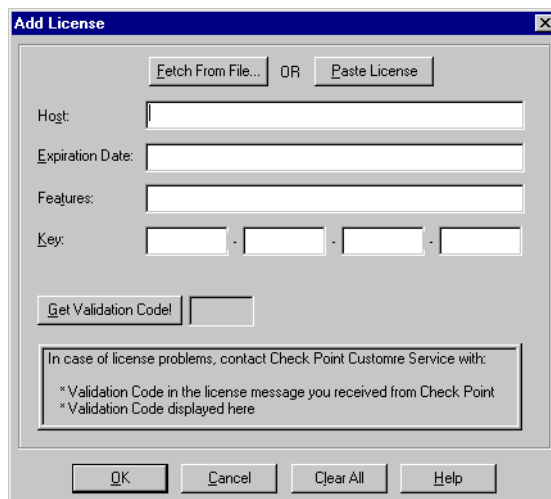 Add License
Fetch From File... OR Paste License
Host:
Expiration Date:
Features:
Key: - - -
Get Validation Code!
In case of license problems, contact Check Point Customre Service with:
* Validation Code in the license message you received from Check Point
* Validation Code displayed here
OK Cancel Clear All Help